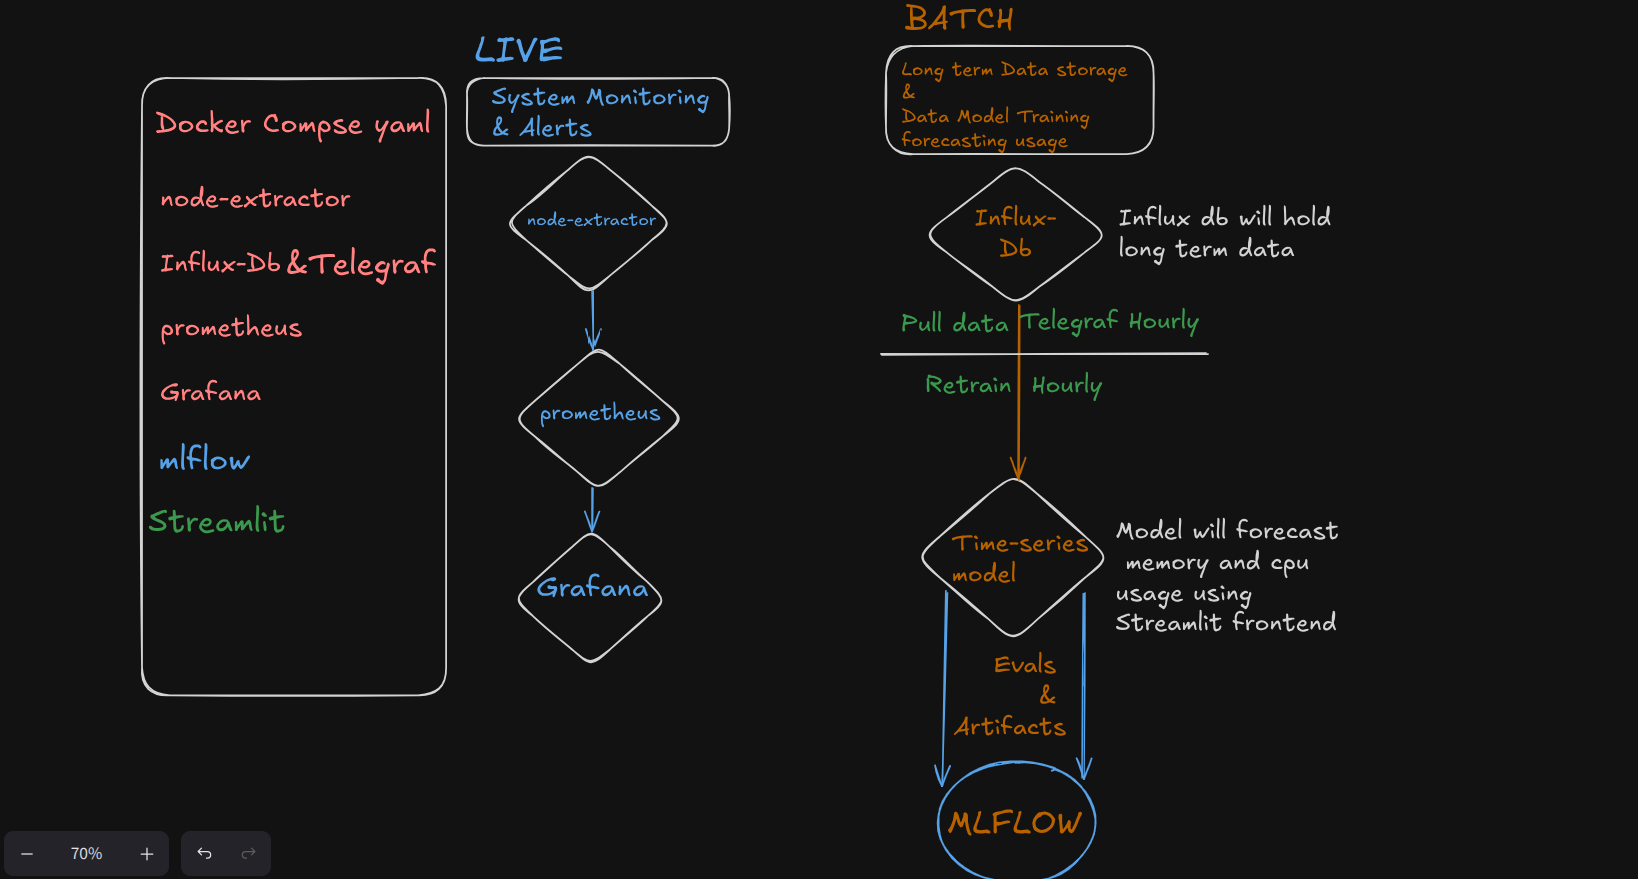 Docker Compse yaml
node-extractor
Influx-Db &Telegraf
prometheus
Grafana
mlflow
Streamlit
LIVE
System Monitoring
& Alerts
node-extractor
prometheus
Grafana
BATCH
Long term Data storage
&
Data Model Training
forecasting usage
Influx-
Db
Influx db will hold
long term data
Pull data Telegraf Hourly
Retrain Hourly
Time-series
model
Model will forecast
memory and cpu
usage using
Streamlit frontend
Evals
&
Artifacts
MLFLOW
70%